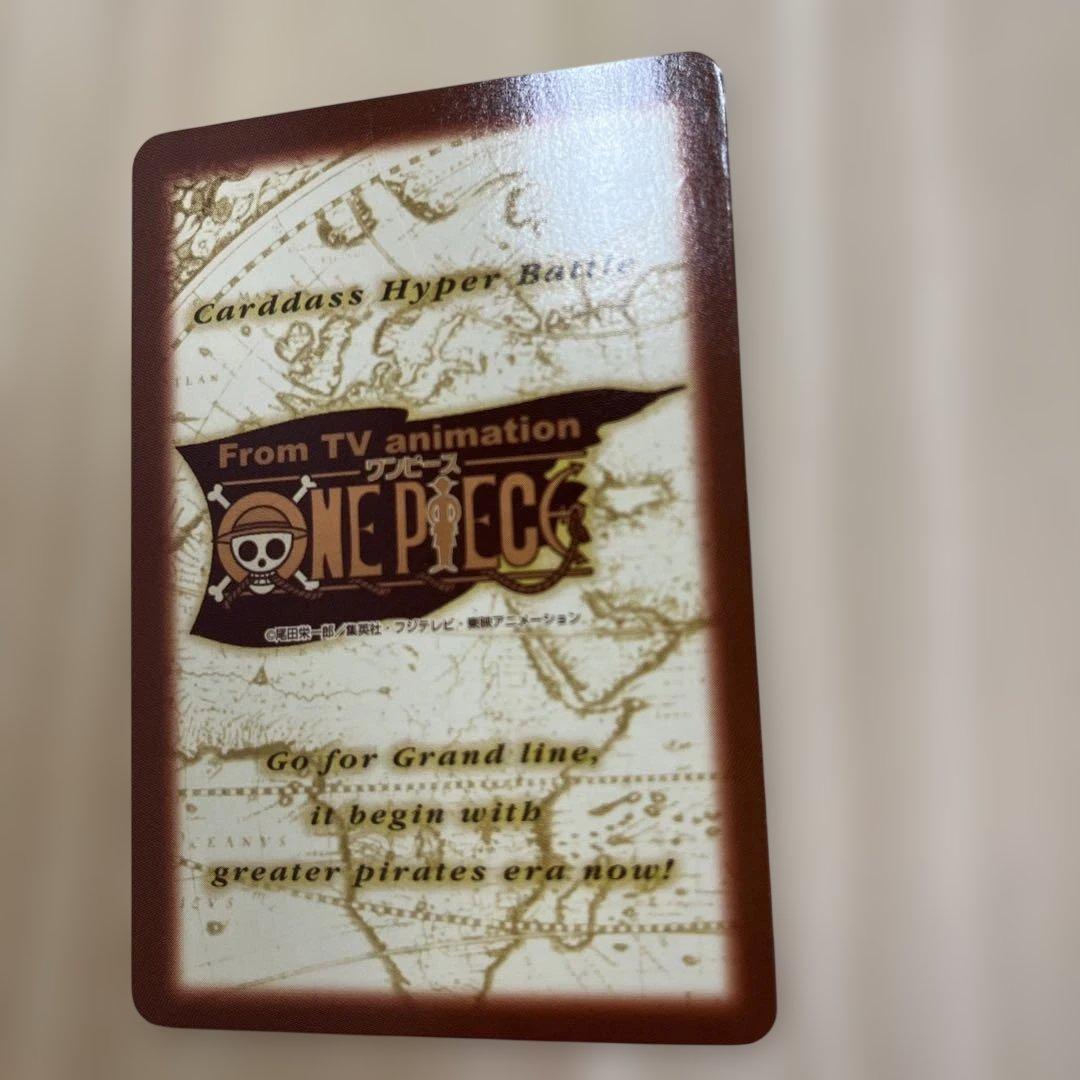 Carddass Hyper Battle
From TV animation
ワンピース
ONE PIECE
©尾田栄一郎／集英社・フジテレビ・東映アニメーション
Go for Grand line,
it begin with
greater pirates era now!